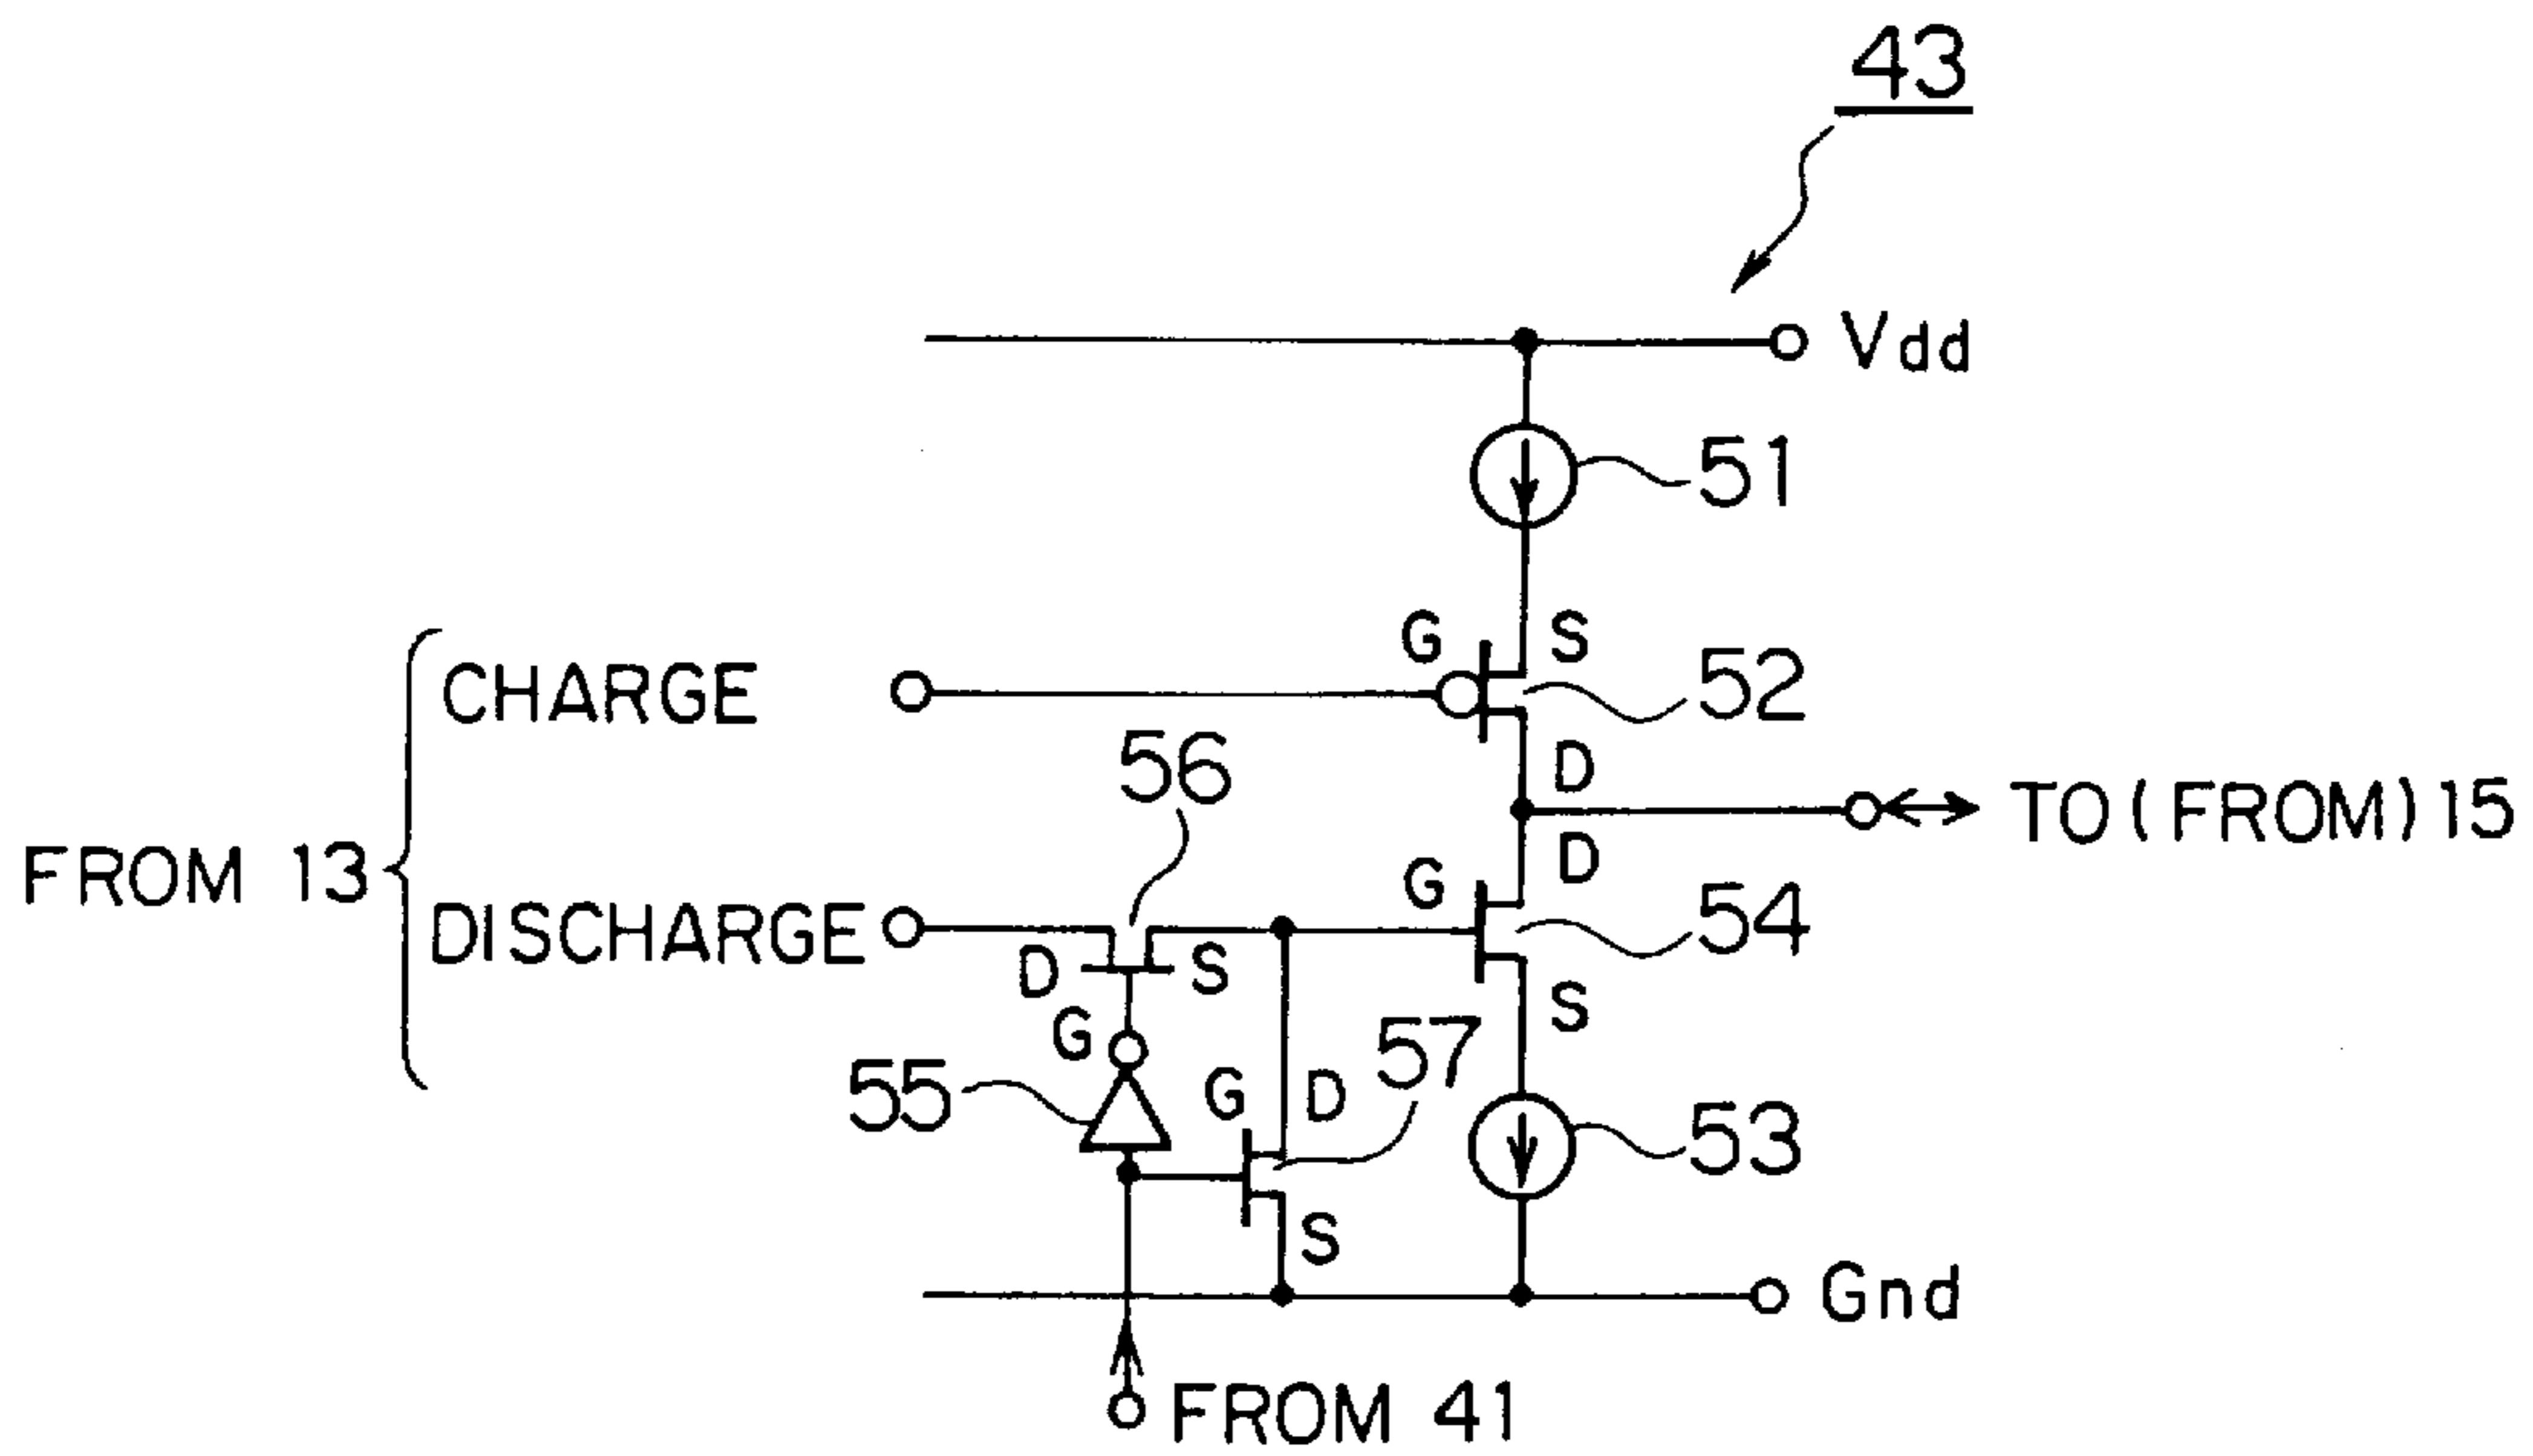 43
Vdd
51
G S
52
CHARGE
D
56
TO (FROM) 15
FROM 13
D
G
54
DISCHARGE
D S
S
G
57
55
G D
53
S
Gnd
FROM 41